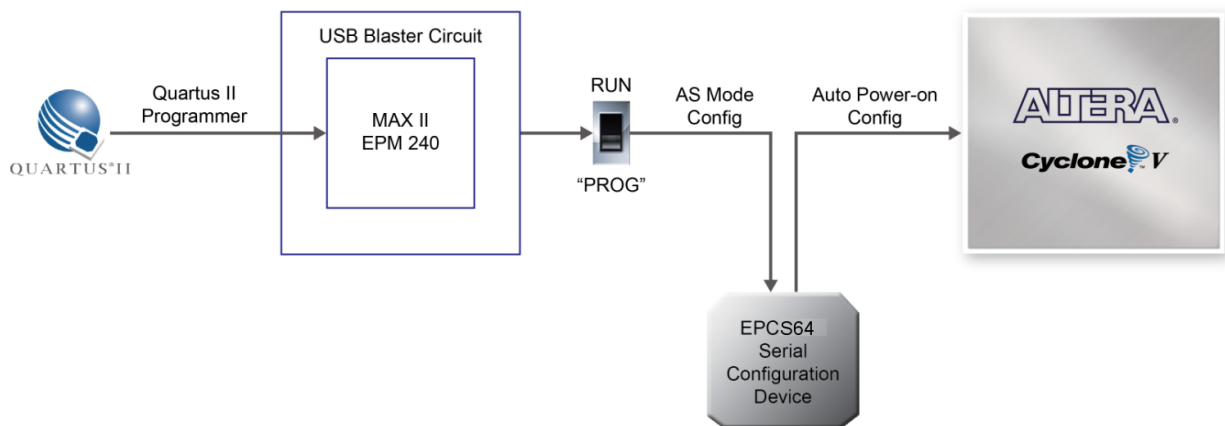 USB Blaster Circuit
Quartus II
Programmer
MAX II
EPM 240
QUARTUS®II
RUN
"PROG"
AS Mode
Config
Auto Power-on
Config
ALTERA®
Cyclone™ V
EPCS64
Serial
Configuration
Device